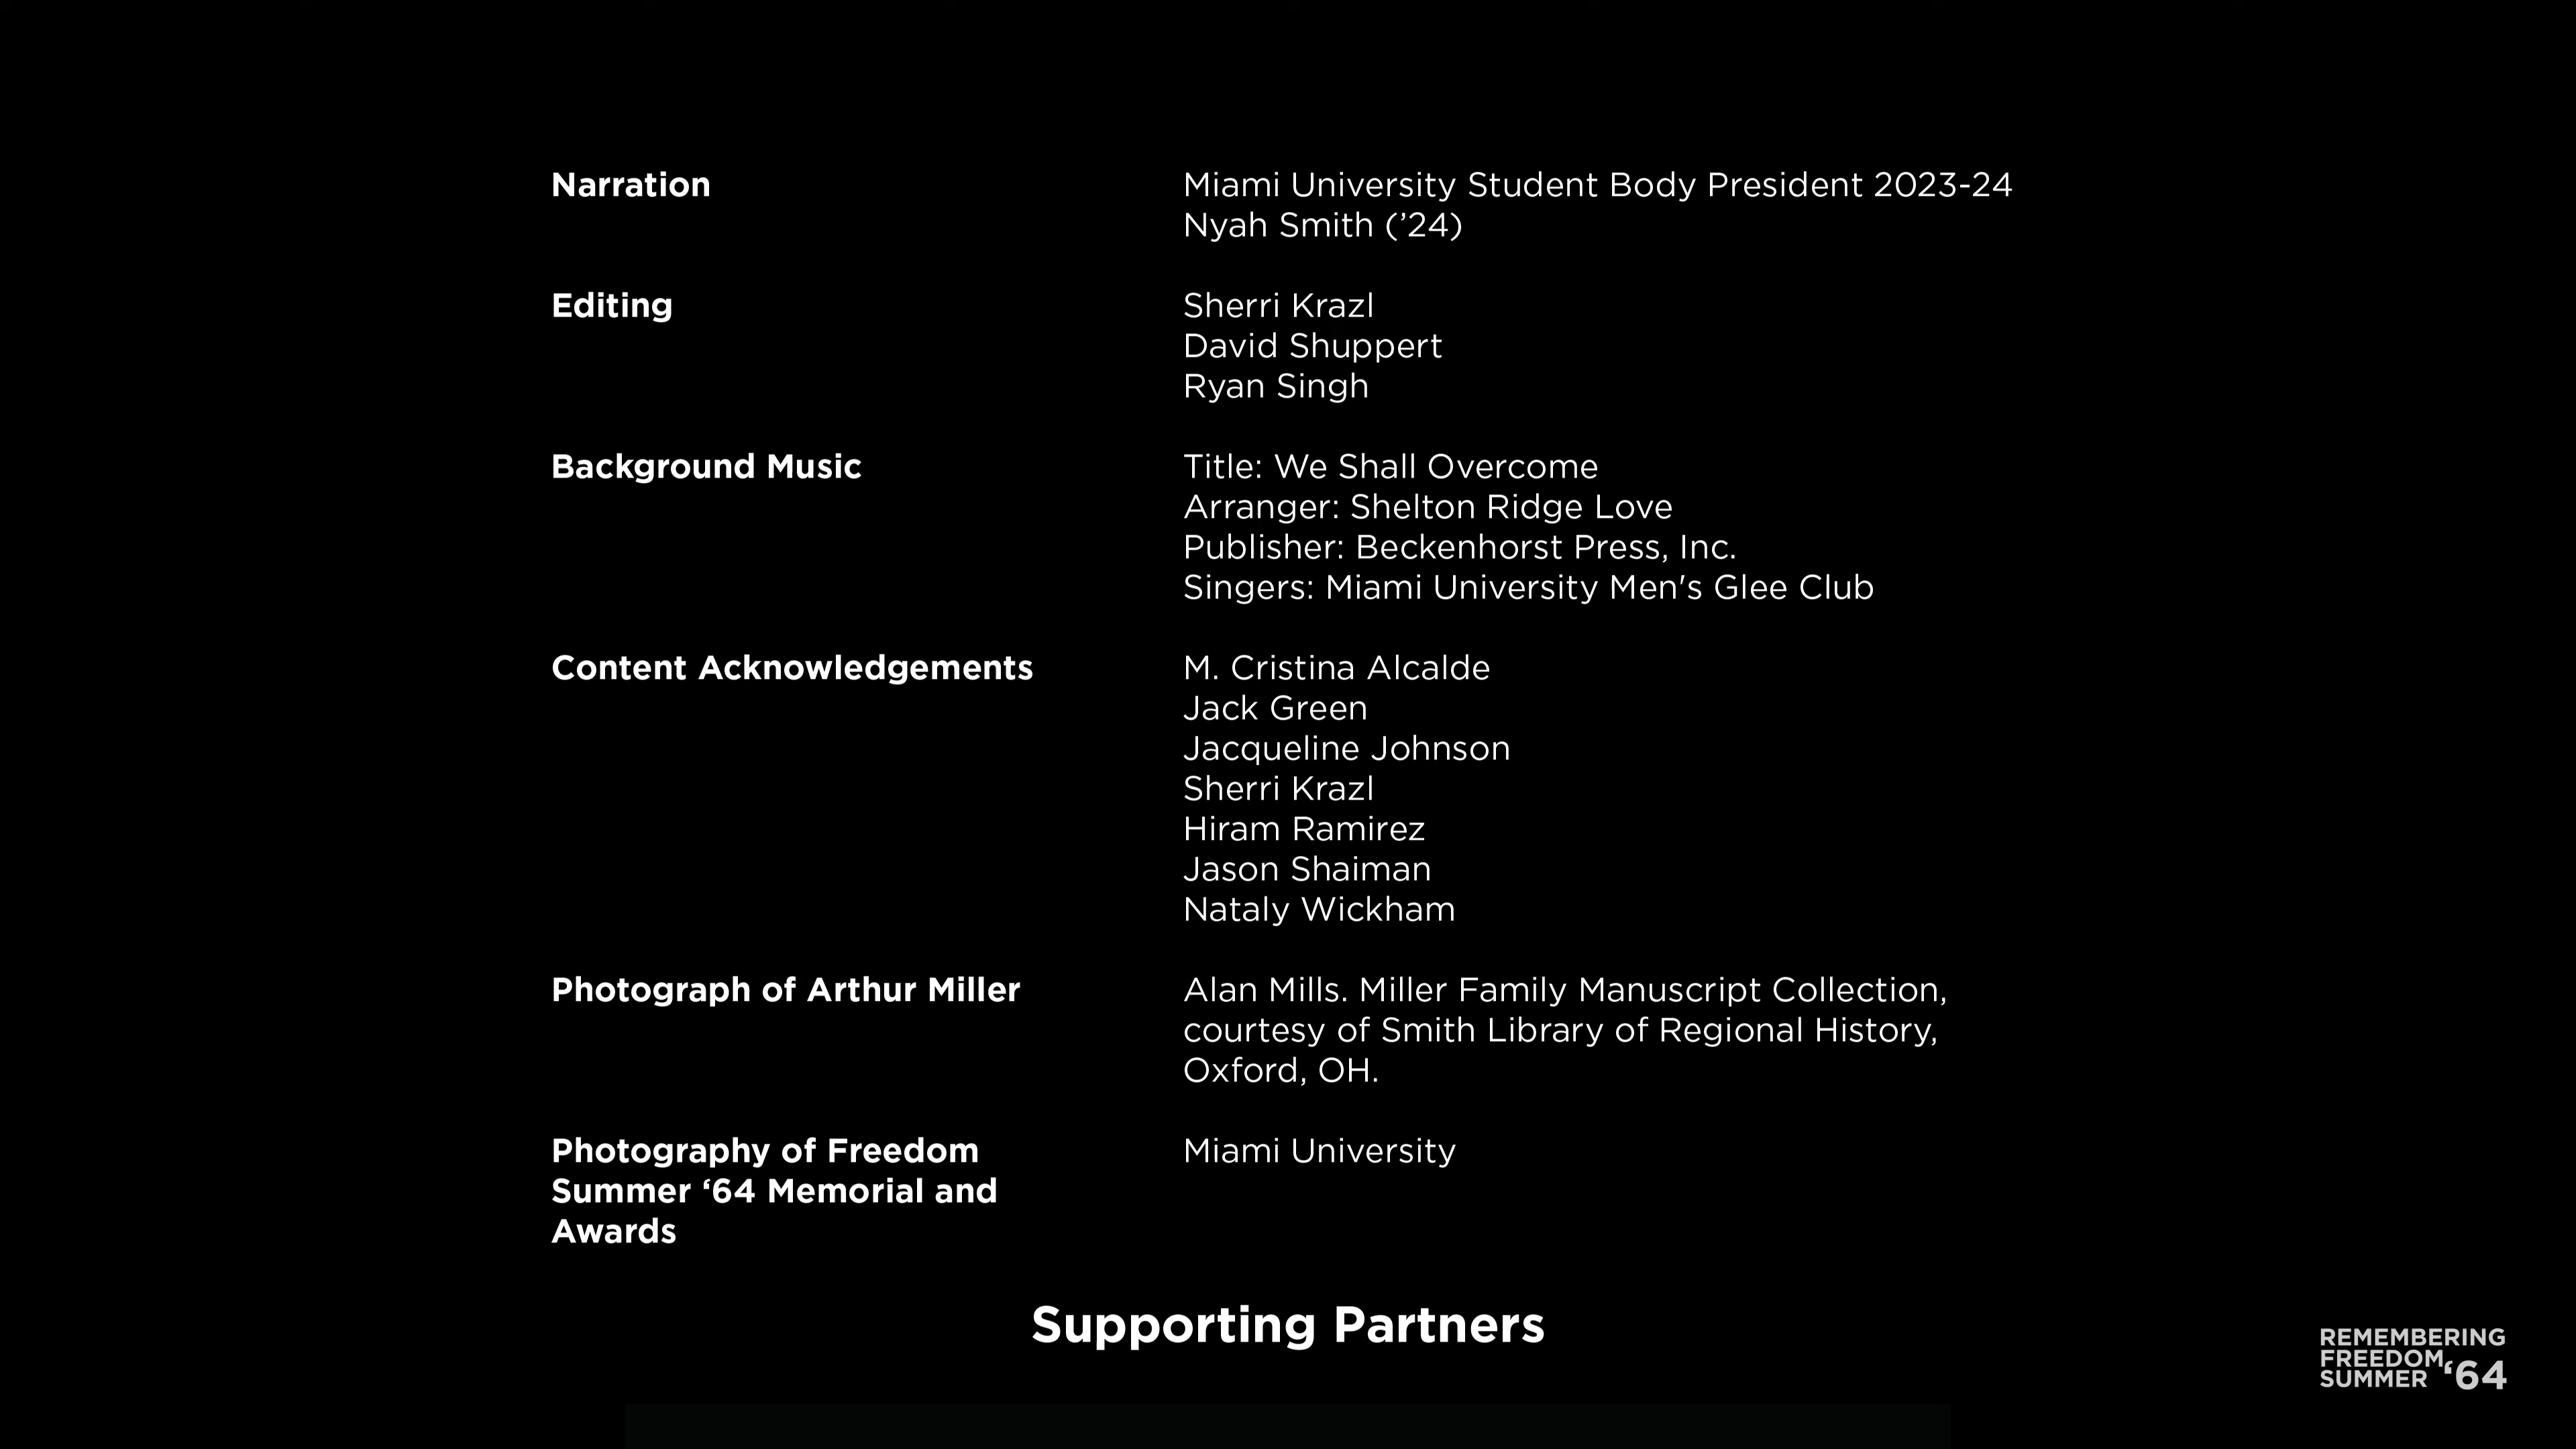 Narration
Miami University Student Body President 2023-24
Nyah Smith (’24)
Editing
Sherri Krazl
David Shuppert
Ryan Singh
Background Music
Title: We Shall Overcome
Arranger: Shelton Ridge Love
Publisher: Beckenhorst Press, Inc.
Singers: Miami University Men's Glee Club
Content Acknowledgements
M. Cristina Alcalde
Jack Green
Jacqueline Johnson
Sherri Krazl
Hiram Ramirez
Jason Shaiman
Nataly Wickham
Photograph of Arthur Miller
Alan Mills. Miller Family Manuscript Collection,
courtesy of Smith Library of Regional History,
Oxford, OH.
Photography of Freedom
Summer ‘64 Memorial and
Awards
Miami University
Supporting Partners
REMEMBERING
FREEDOM
SUMMER ‘64